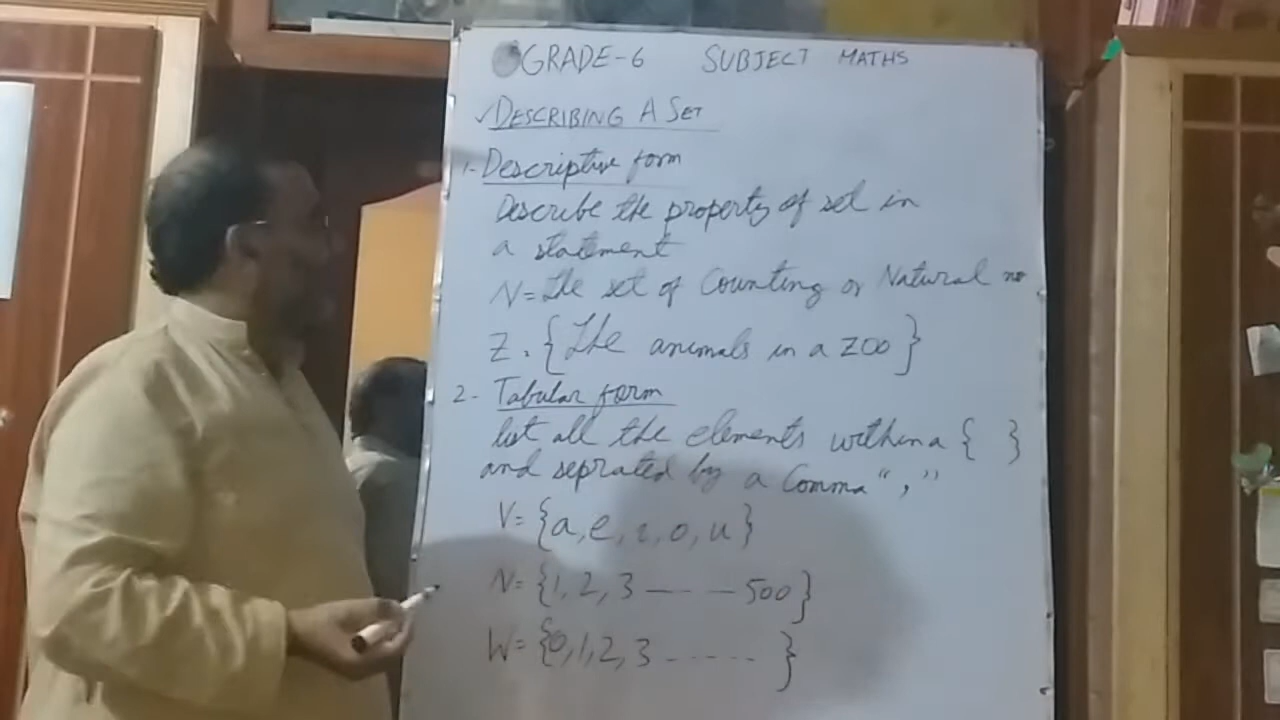 GRADE-6 SUBJECT MATHS
✓DESCRIBING A SET
1- Descriptive form
Describe the property of set in
a statement
N= The set of Counting or Natural no
Z = {The animals in a ZOO}
2- Tabular form
list all the elements within a { }
and seprated by a Comma “,”
V= {a, e, i, o, u}
N= {1, 2, 3 — - — 500}
W= {0, 1, 2, 3 - - - - - }